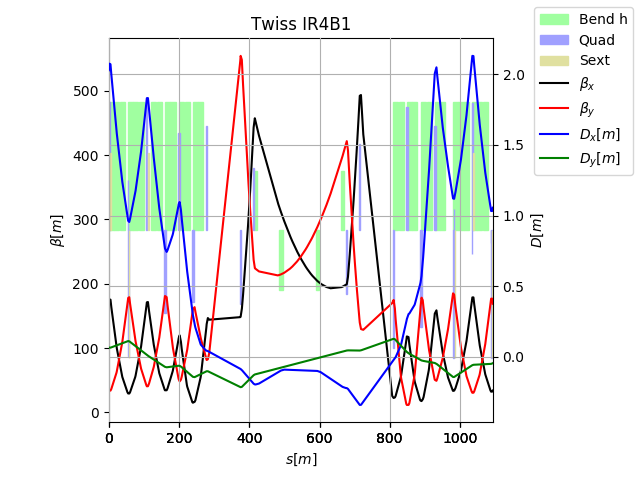 Twiss IR4B1
Bend h
Quad
Sext
βx
βy
Dx[m]
Dy[m]
β[m]
500
400
300
200
100
0
D[m]
2.0
1.5
1.0
0.5
0.0
0 200 400 600 800 1000
s[m]